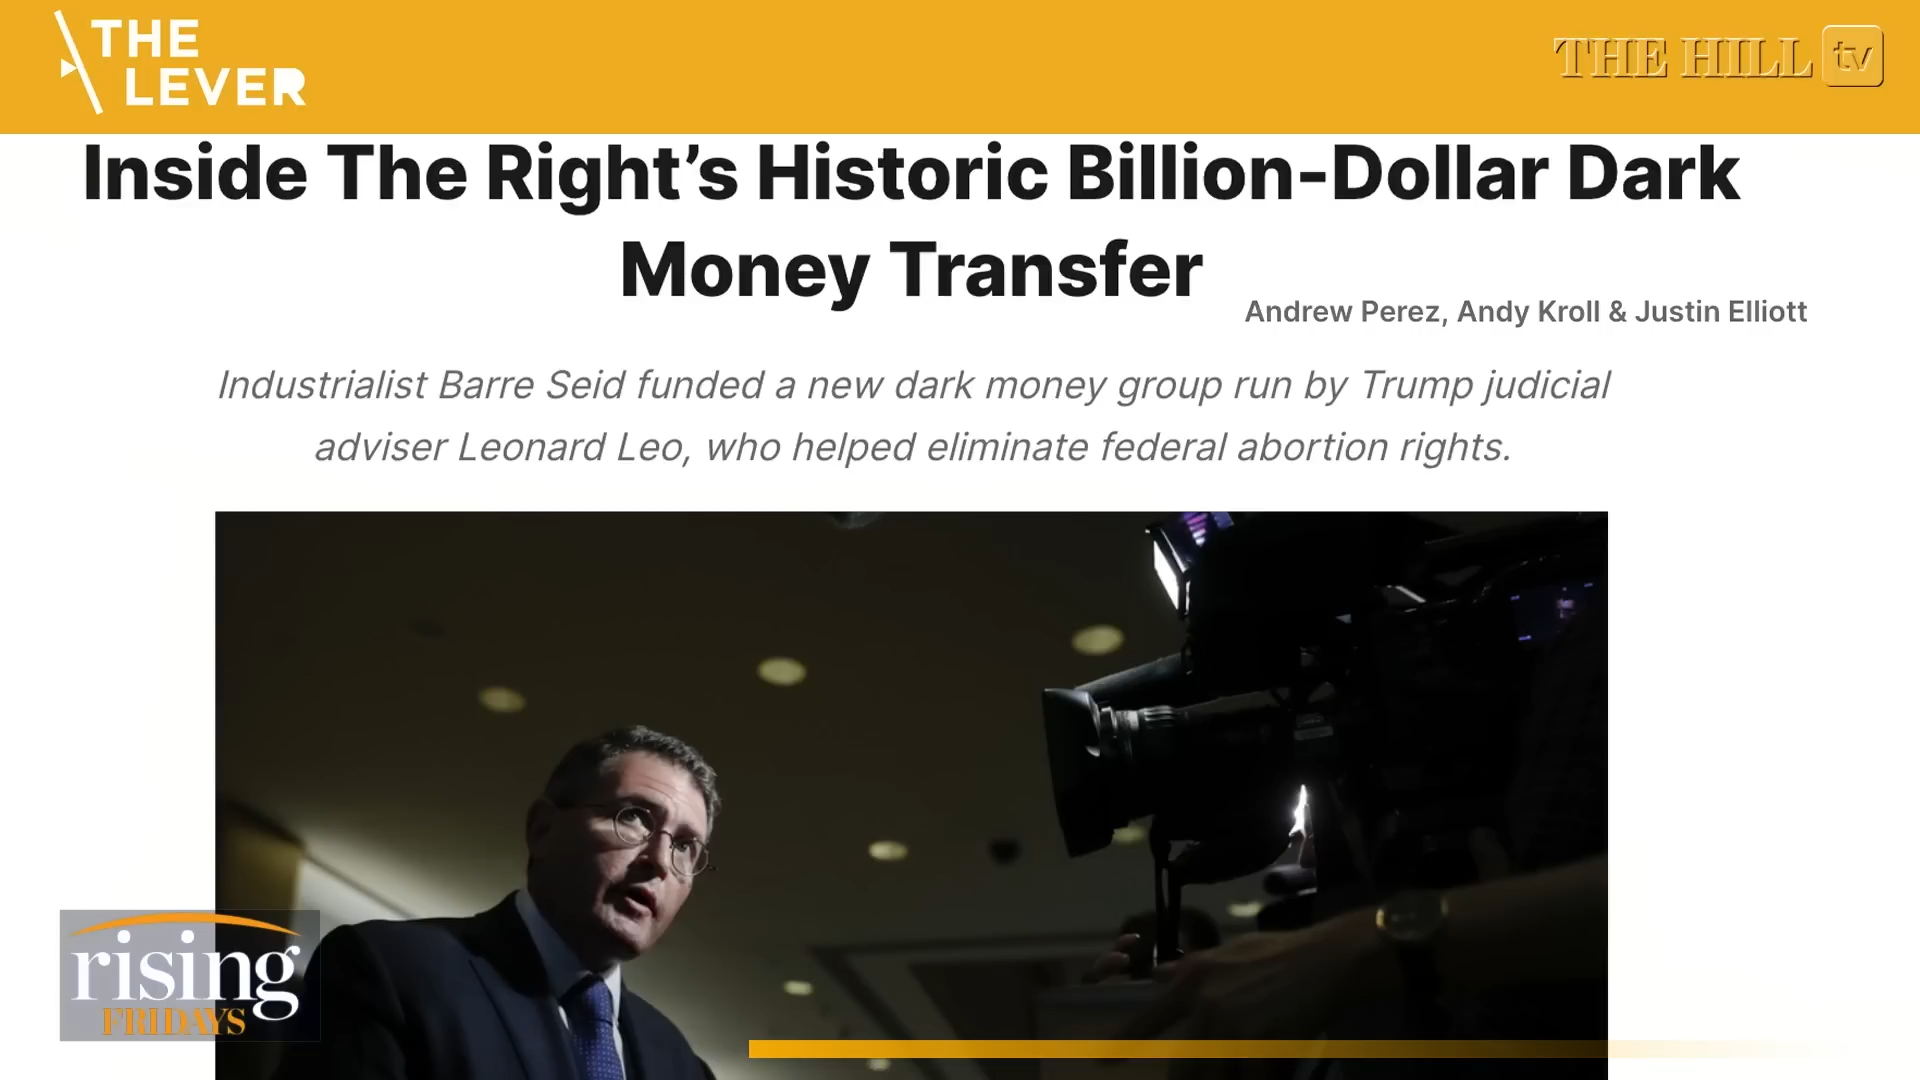 THE
LEVER
THE HILL tv
Inside The Right’s Historic Billion-Dollar Dark
Money Transfer
Andrew Perez, Andy Kroll & Justin Elliott
Industrialist Barre Seid funded a new dark money group run by Trump judicial
adviser Leonard Leo, who helped eliminate federal abortion rights.
rising
FRIDAYS